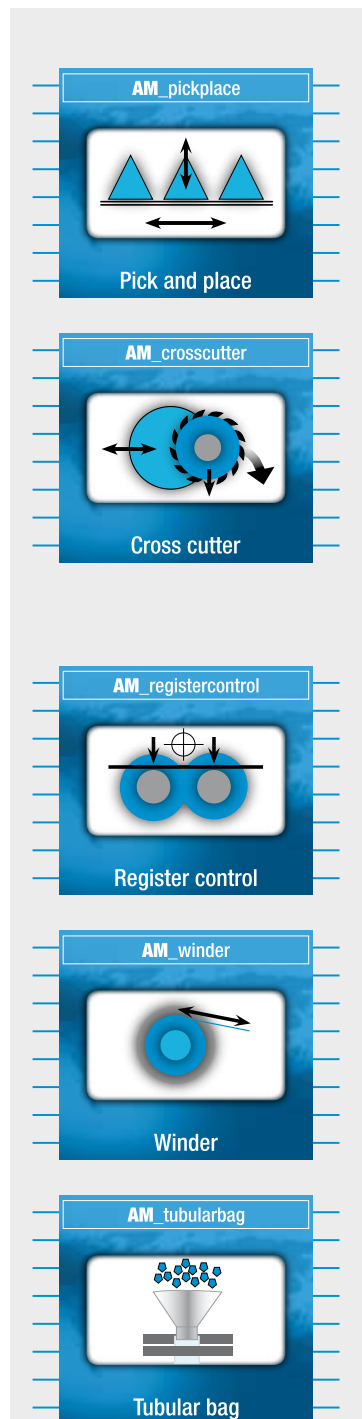 AM_pickplace
Pick and place
AM_crosscutter
Cross cutter
AM_registercontrol
Register control
AM_winder
Winder
AM_tubularbag
Tubular bag